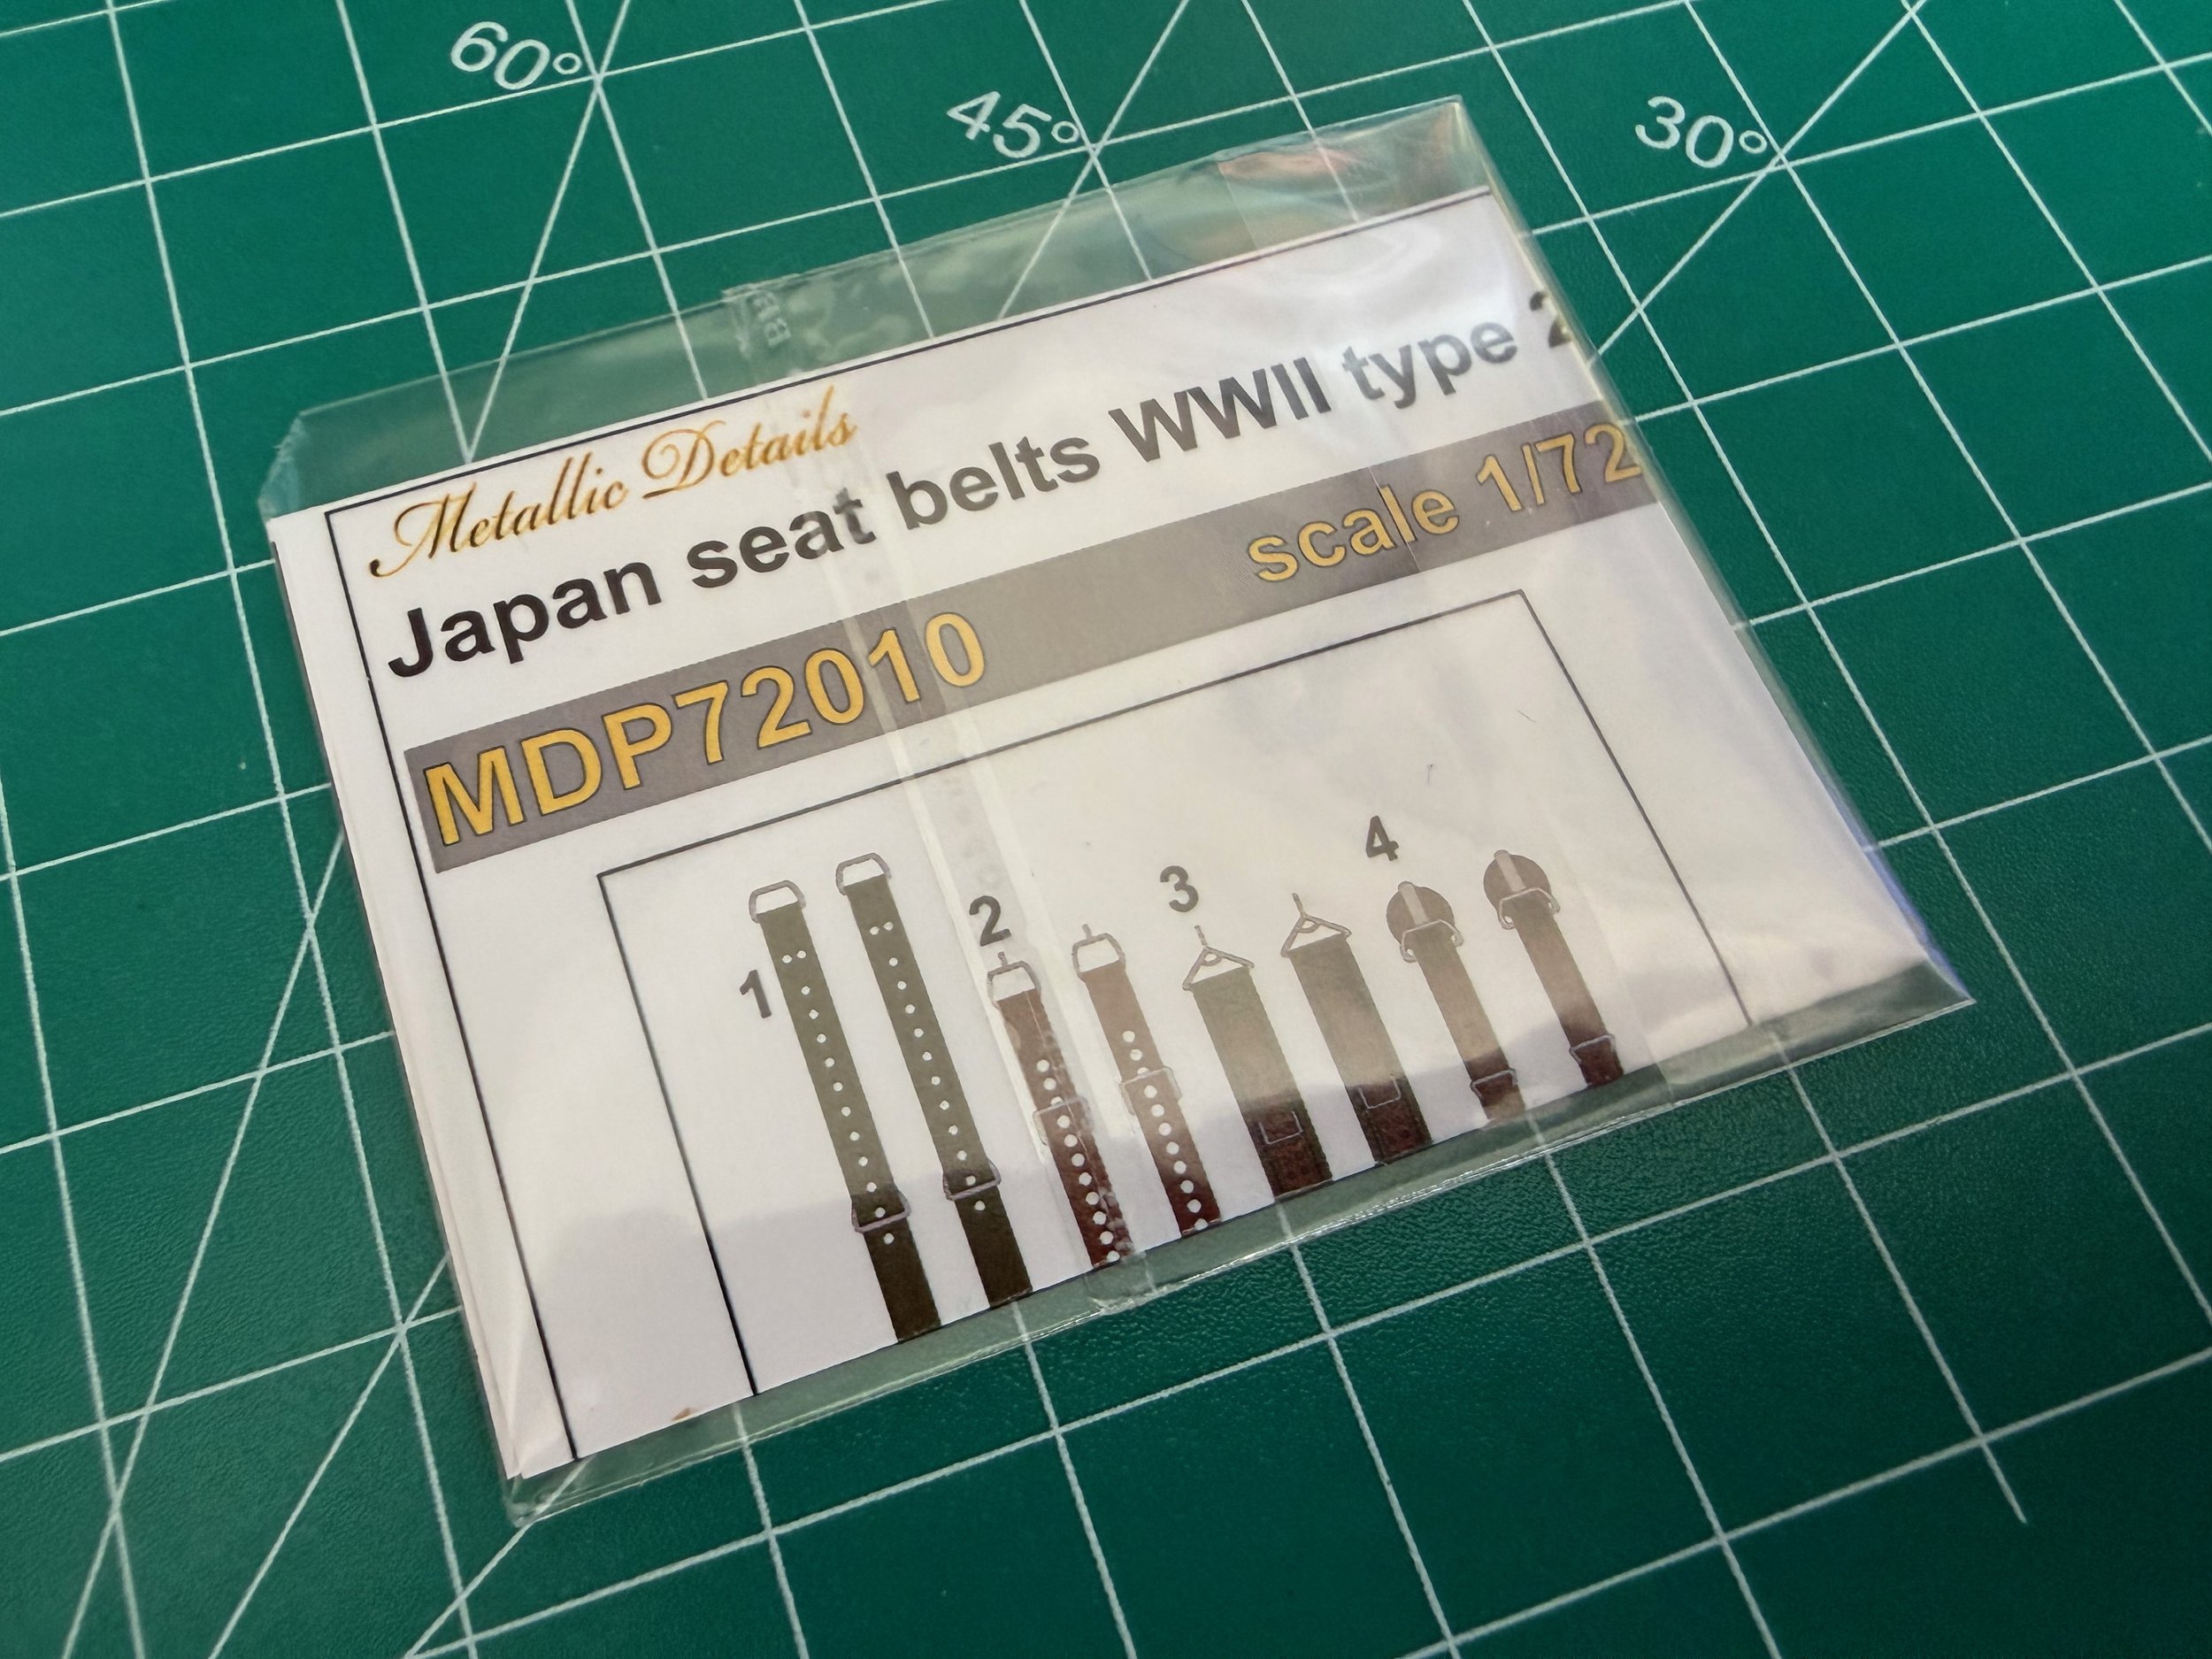 60° 45° 30°
Metallic Details
Japan seat belts WWII type 2
MDP72010 scale 1/72
1 2 3 4